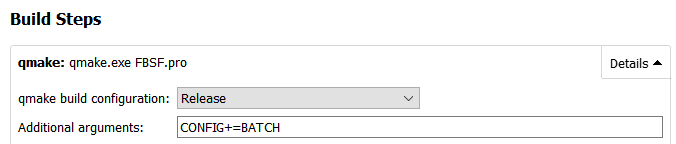 Build Steps
qmake: qmake.exe FBSF.pro
Details
qmake build configuration: Release
Additional arguments: CONFIG+=BATCH